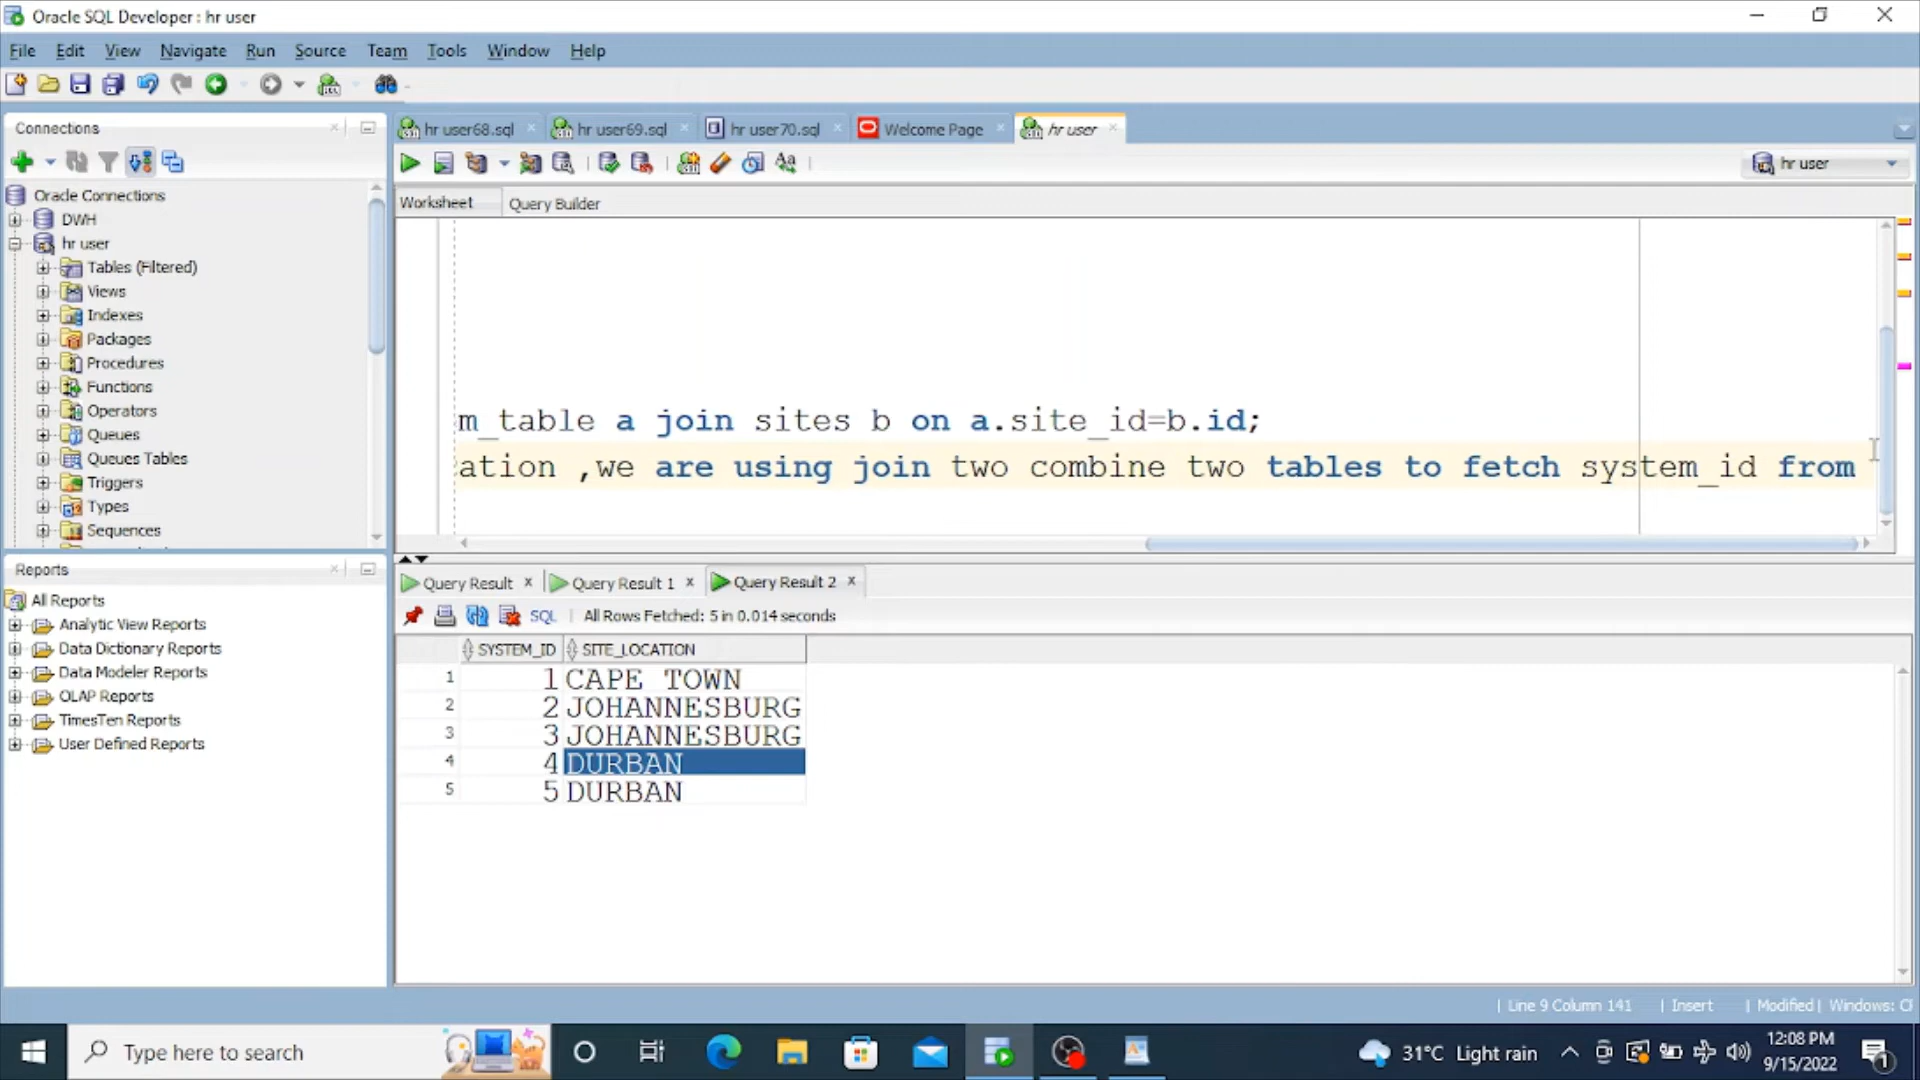 Oracle SQL Developer : hr user
File Edit View Navigate Run Source Team Tools Window Help
Connections
Oracle Connections
DWH
hr user
Tables (Filtered)
Views
Indexes
Packages
Procedures
Functions
Operators
Queues
Queues Tables
Triggers
Types
Sequences
Reports
All Reports
Analytic View Reports
Data Dictionary Reports
Data Modeler Reports
OLAP Reports
TimesTen Reports
User Defined Reports
hr user68.sql hr user69.sql hr user70.sql Welcome Page hr user
hr user
Worksheet Query Builder
m_table a join sites b on a.site_id=b.id;
ation ,we are using join two combine two tables to fetch system_id from
Query Result Query Result 1 Query Result 2
SQL All Rows Fetched: 5 in 0.014 seconds
SYSTEM_ID SITE_LOCATION
1 1 CAPE TOWN
2 2 JOHANNESBURG
3 3 JOHANNESBURG
4 4 DURBAN
5 5 DURBAN
Line 9 Column 141 Insert Modified Windows: C
Type here to search
31°C Light rain
12:08 PM
9/15/2022
1